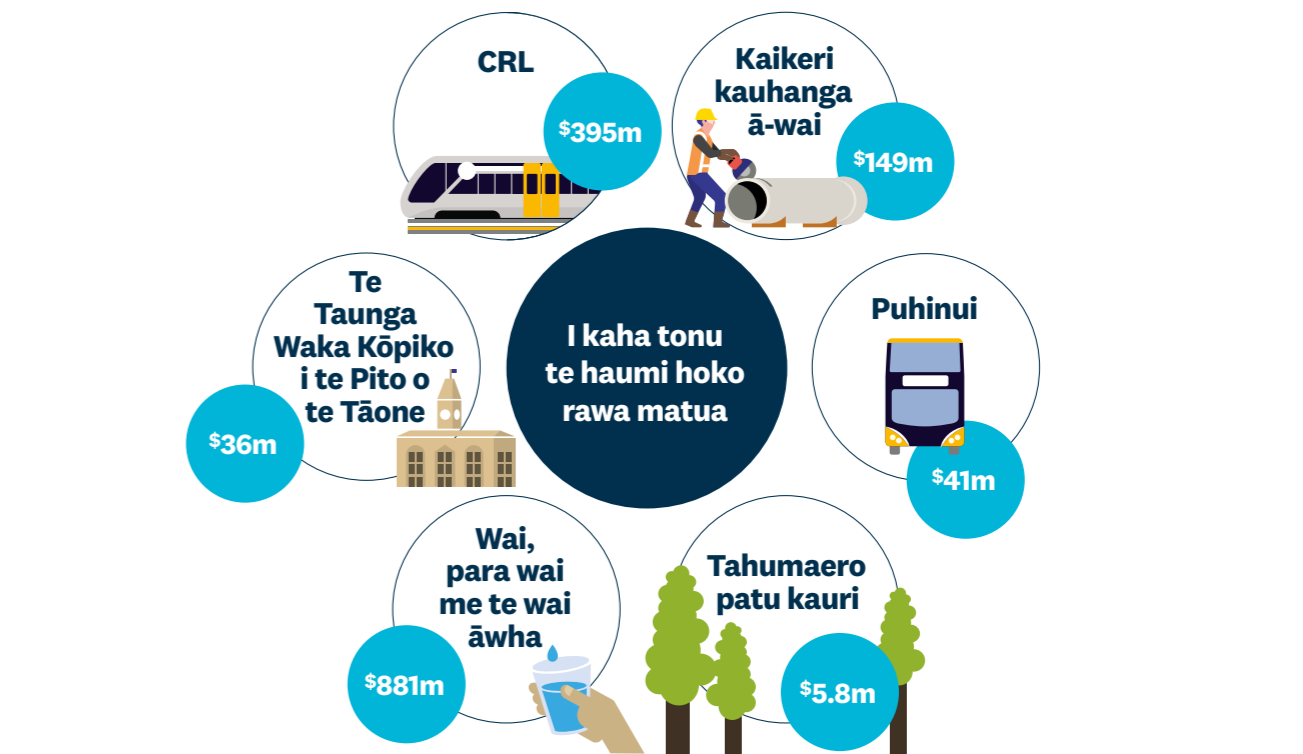 CRL
$395m
Kaikeri
kauhanga
ā-wai
$149m
Te
Taunga
Waka Kōpiko
i te Pito o
te Tāone
$36m
I kaha tonu
te haumi hoko
rawa matua
Puhinui
$41m
Wai,
para wai
me te wai
āwha
$881m
Tahumaero
patu kauri
$5.8m